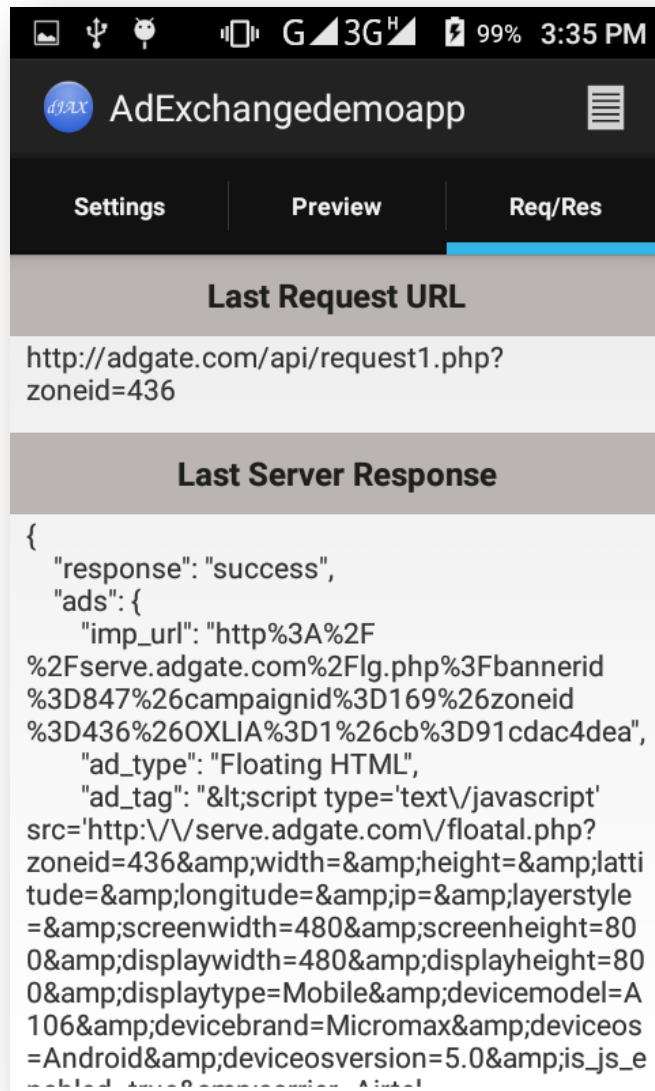 G 3G H 99% 3:35 PM
dJAX AdExchangedemoapp
Settings Preview Req/Res
Last Request URL
http://adgate.com/api/request1.php?
zoneid=436
Last Server Response
{
"response": "success",
"ads": {
"imp_url": "http%3A%2F
%2Fserve.adgate.com%2Flg.php%3Fbannerid
%3D847%26campaignid%3D169%26zoneid
%3D436%26OXLIA%3D1%26cb%3D91cdac4dea",
"ad_type": "Floating HTML",
"ad_tag": "&lt;script type='text\/javascript'
src='http:\/\/serve.adgate.com\/floatal.php?
zoneid=436&amp;width=&amp;height=&amp;latti
tude=&amp;longitude=&amp;ip=&amp;layerstyle
=&amp;screenwidth=480&amp;screenheight=80
0&amp;displaywidth=480&amp;displayheight=80
0&amp;displaytype=Mobile&amp;devicemodel=A
106&amp;devicebrand=Micromax&amp;deviceos
=Android&amp;deviceosversion=5.0&amp;is_js_e